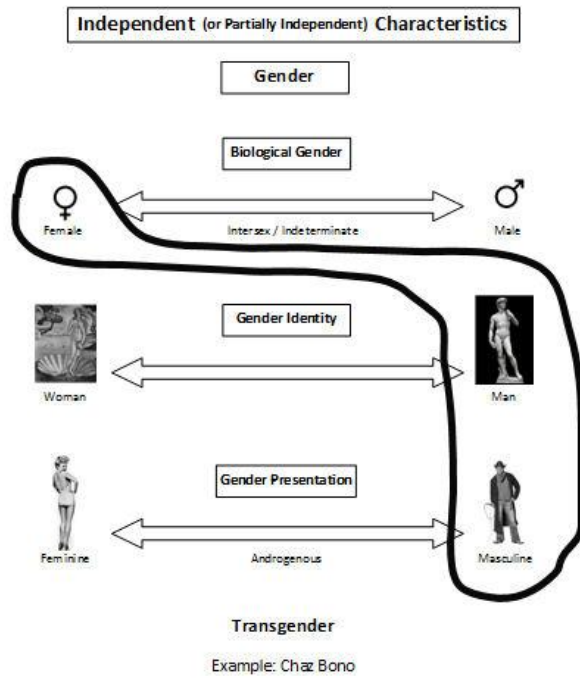 Independent (or Partially Independent) Characteristics
Gender
Biological Gender
Female
Intersex / Indeterminate
Male
Gender Identity
Woman
Man
Gender Presentation
Feminine
Androgenous
Masculine
Transgender
Example: Chaz Bono